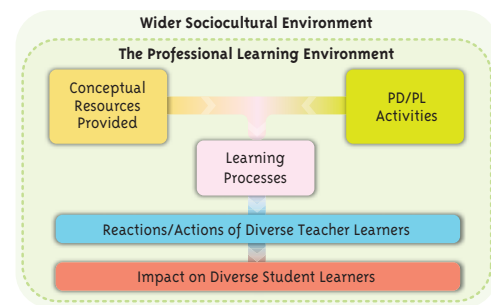 Wider Sociocultural Environment
The Professional Learning Environment
Conceptual
Resources
Provided
PD/PL
Activities
Learning
Processes
Reactions/Actions of Diverse Teacher Learners
Impact on Diverse Student Learners